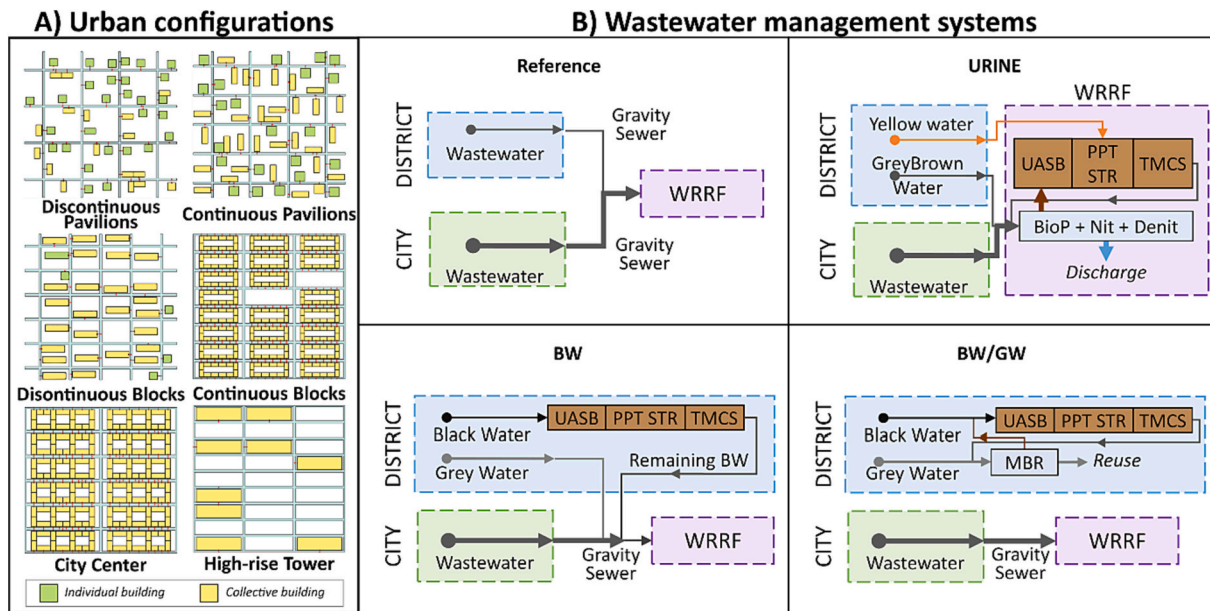 A) Urban configurations
Discontinuous
Pavilions
Continuous Pavilions
Disontinuous Blocks
Continuous Blocks
City Center
High-rise Tower
Individual building
Collective building
B) Wastewater management systems
Reference
DISTRICT
Wastewater
Gravity
Sewer
WRRF
CITY
Wastewater
Gravity
Sewer
URINE
WRRF
DISTRICT
Yellow water
GreyBrown
Water
UASB
PPT
STR
TMCS
BioP + Nit + Denit
Discharge
CITY
Wastewater
BW
DISTRICT
Black Water
UASB
PPT STR
TMCS
Grey Water
Remaining BW
CITY
Wastewater
Gravity
Sewer
WRRF
BW/GW
DISTRICT
Black Water
UASB
PPT STR
TMCS
Grey Water
MBR
Reuse
CITY
Wastewater
Gravity
Sewer
WRRF